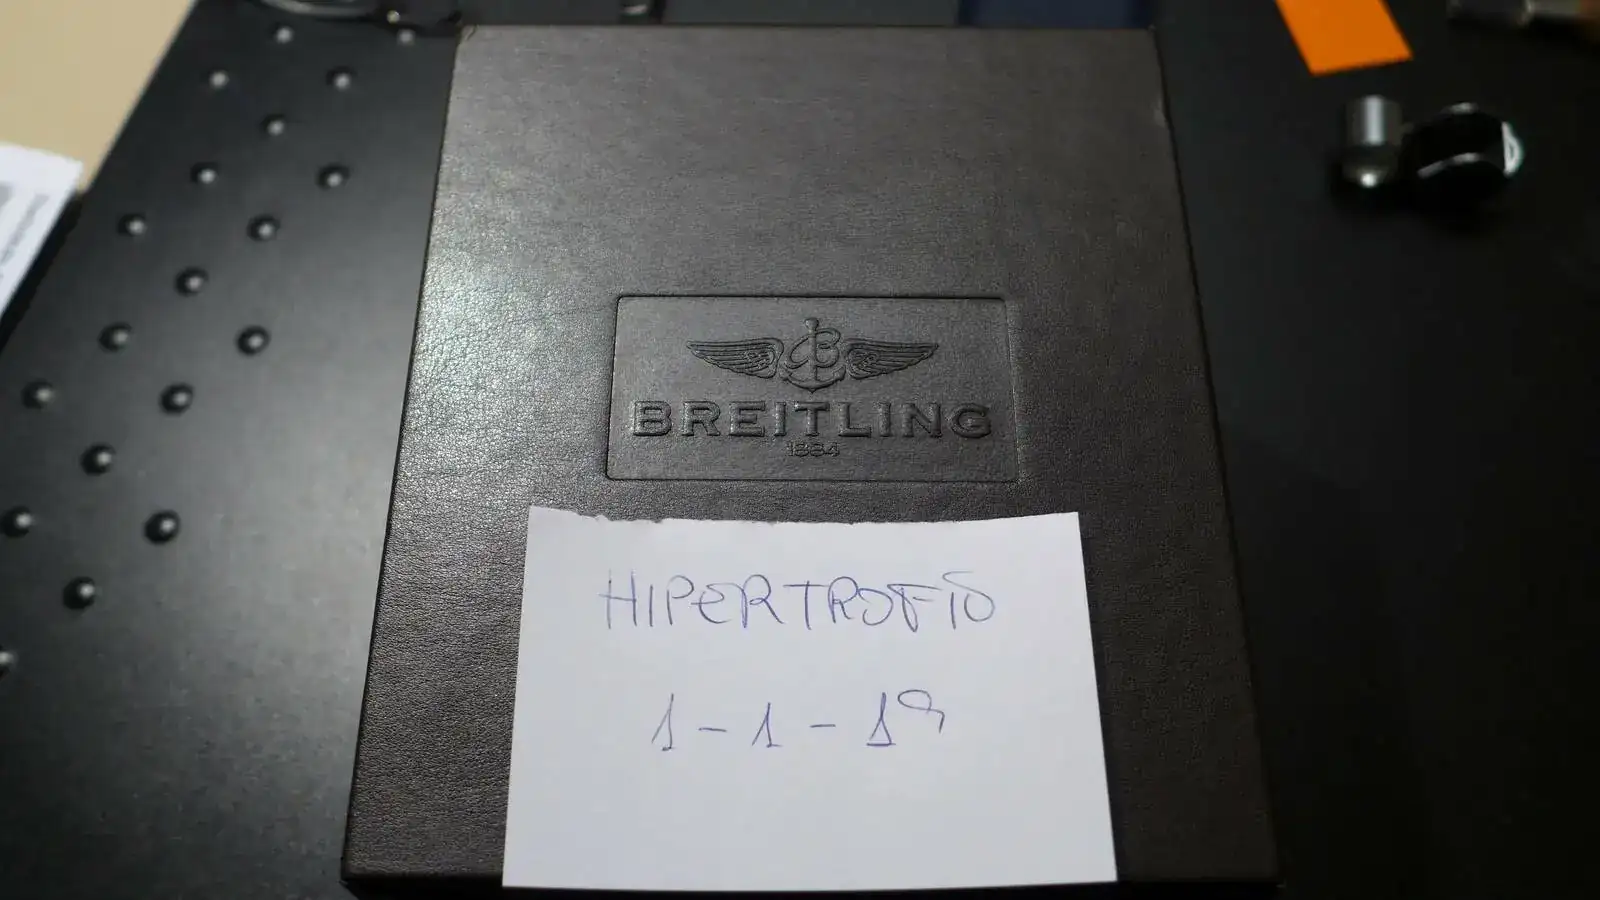 BREITLING
1884
HIPERTROFIO
1-1-19